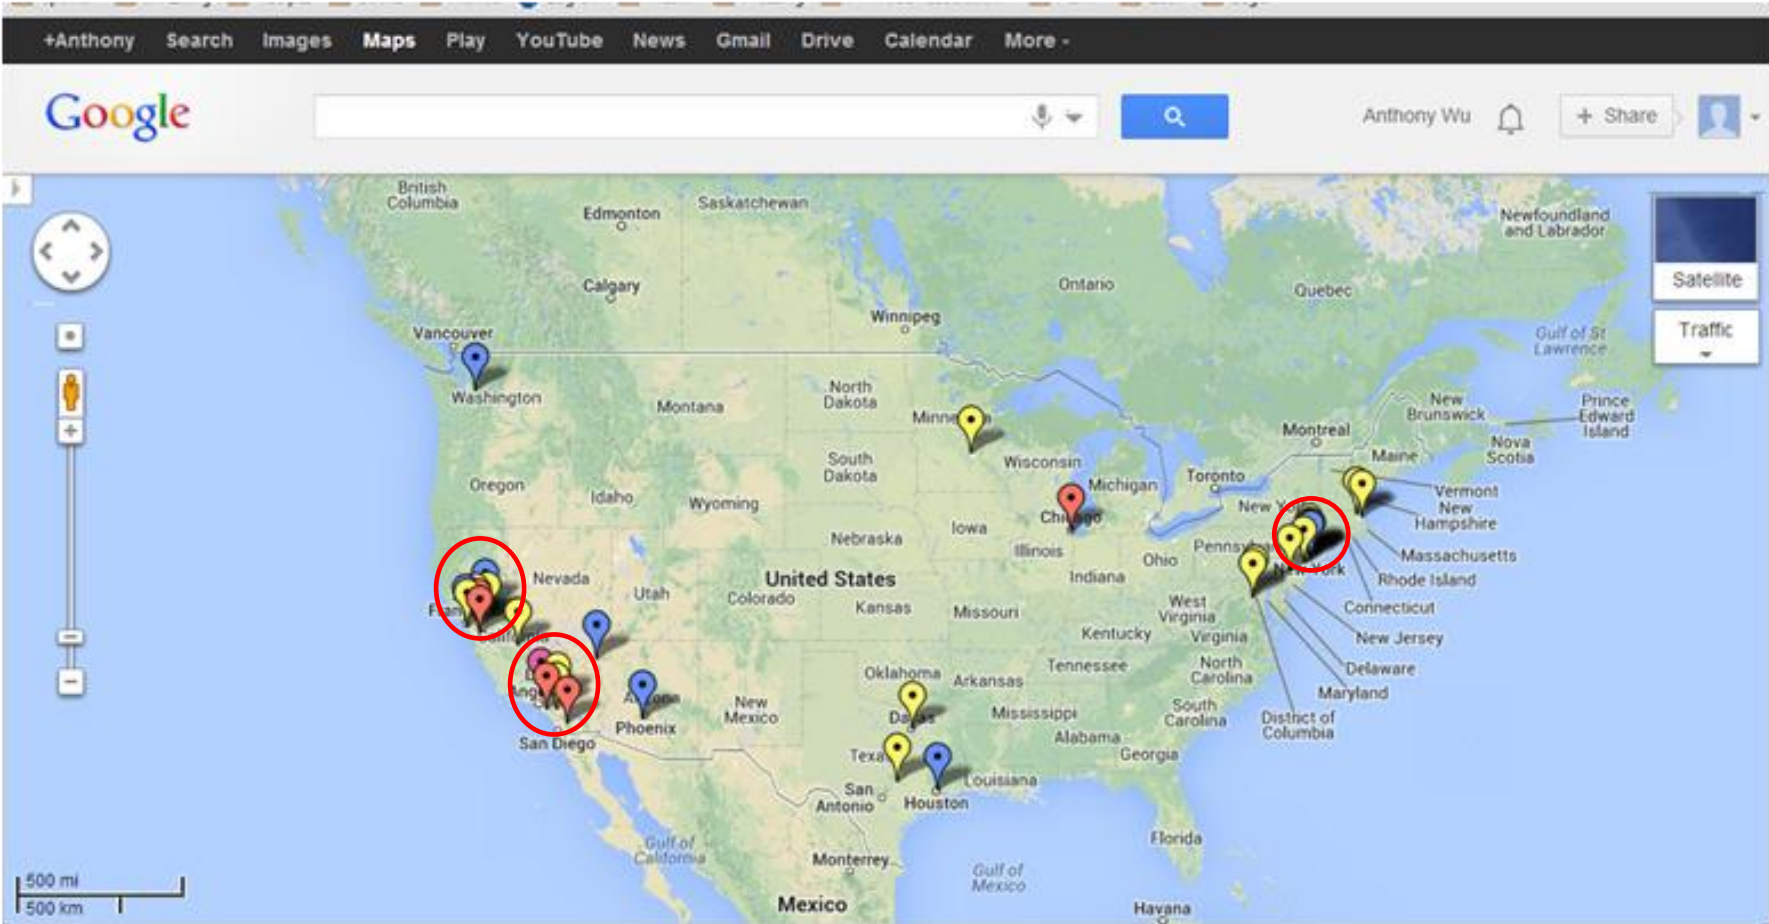 +Anthony Search Images Maps Play YouTube News Gmail Drive Calendar More
Google
Anthony Wu + Share
British
Columbia
Edmonton
Saskatchewan
Newfoundland
and Labrador
Satellite
Calgary
Ontario
Quebec
Winnipeg
Vancouver
Traffic
Gulf of St
Lawrence
Washington
Montana
North
Dakota
New
Brunswick
Prince
Edward
Island
Montreal
Nova
Scotia
Maine
South
Dakota
Wisconsin
Michigan
Toronto
Oregon
Idaho
Wyoming
Vermont
New
Hampshire
Iowa
Nebraska
Illinois
Ohio
Massachusetts
Nevada
Utah
United States
Colorado
Indiana
Rhode Island
Kansas
Missouri
West
Virginia
Connecticut
Kentucky
Virginia
New Jersey
Oklahoma
Arkansas
Tennessee
North
Carolina
Delaware
Maryland
New
Mexico
Mississippi
South
Carolina
District of
Columbia
Phoenix
San Diego
Alabama
Georgia
Louisiana
San
Antonio
Houston
Florida
Gulf of
California
Monterrey
Gulf of
Mexico
Mexico
Havana
500 mi
500 km